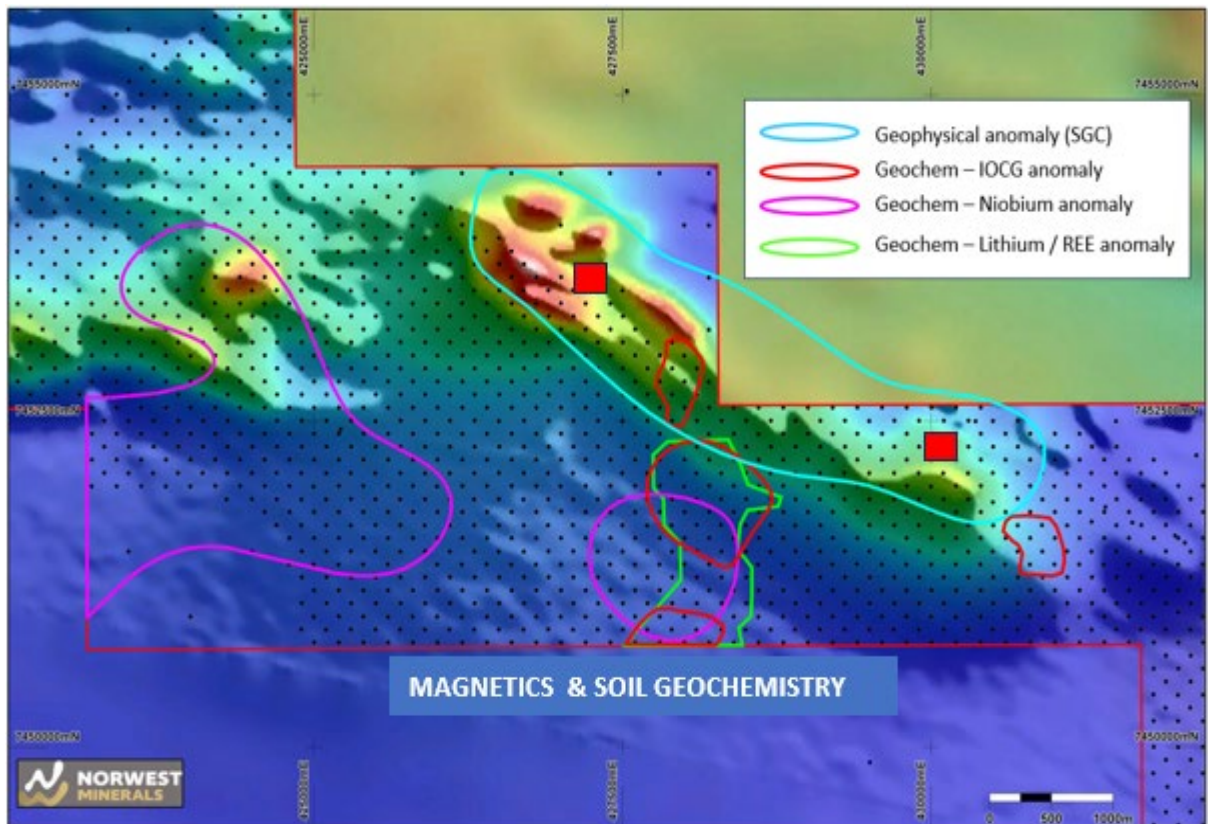 425000mE
427500mE
430000mE
7455000mN
7455000mN
Geophysical anomaly (SGC)
Geochem – IOCG anomaly
Geochem – Niobium anomaly
Geochem – Lithium / REE anomaly
7452500mN
7452500mN
MAGNETICS & SOIL GEOCHEMISTRY
7450000mN
7450000mN
NORWEST
MINERALS
425000mE
427500mE
430000mE
0 500 1000m